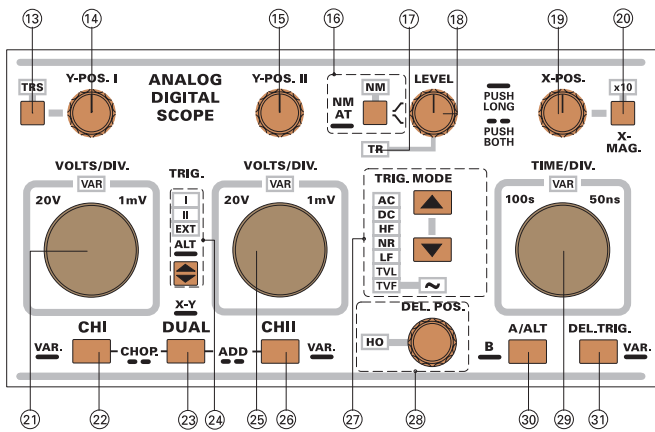 13 14 15 16 17 18 19 20
TRS
Y-POS. I
ANALOG
DIGITAL
SCOPE
Y-POS. II
NM
AT
NM
LEVEL
TR
PUSH
LONG
PUSH
BOTH
X-POS.
x10
X-
MAG.
VOLTS/DIV.
VAR
20V 1mV
TRIG.
I
II
EXT
ALT
VOLTS/DIV.
VAR
20V 1mV
TRIG. MODE
AC
DC
HF
NR
LF
TVL
TVF
~
TIME/DIV.
VAR
100s 50ns
X-Y
DEL. POS.
HO
VAR.
CHI
CHOP.
DUAL
ADD
CHII
VAR.
B
A/ALT
DEL.TRIG.
VAR.
21 22 23 24 25 26 27 28 30 29 31